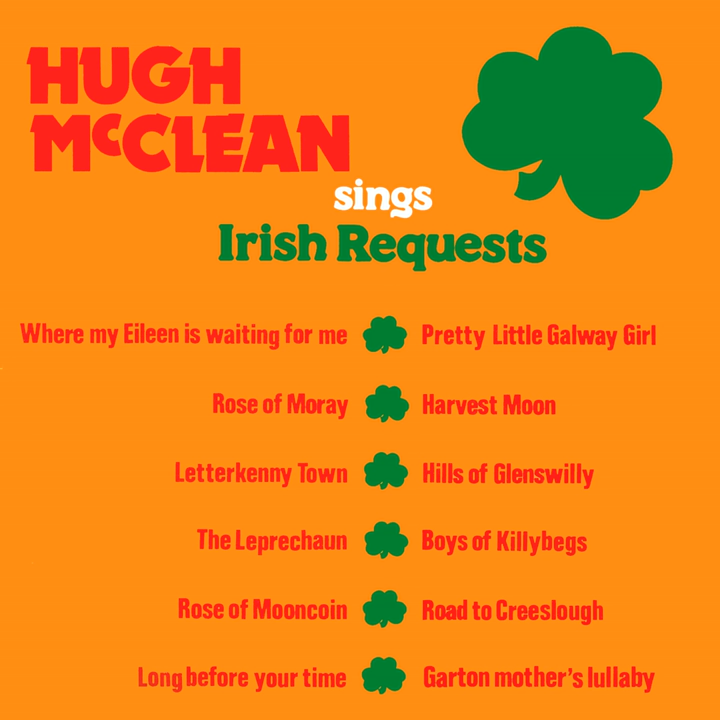 HUGH
McCLEAN
sings
Irish Requests
Where my Eileen is waiting for me
Pretty Little Galway Girl
Rose of Moray
Harvest Moon
Letterkenny Town
Hills of Glenswilly
The Leprechaun
Boys of Killybegs
Rose of Mooncoin
Road to Creeslough
Long before your time
Garton mother's lullaby